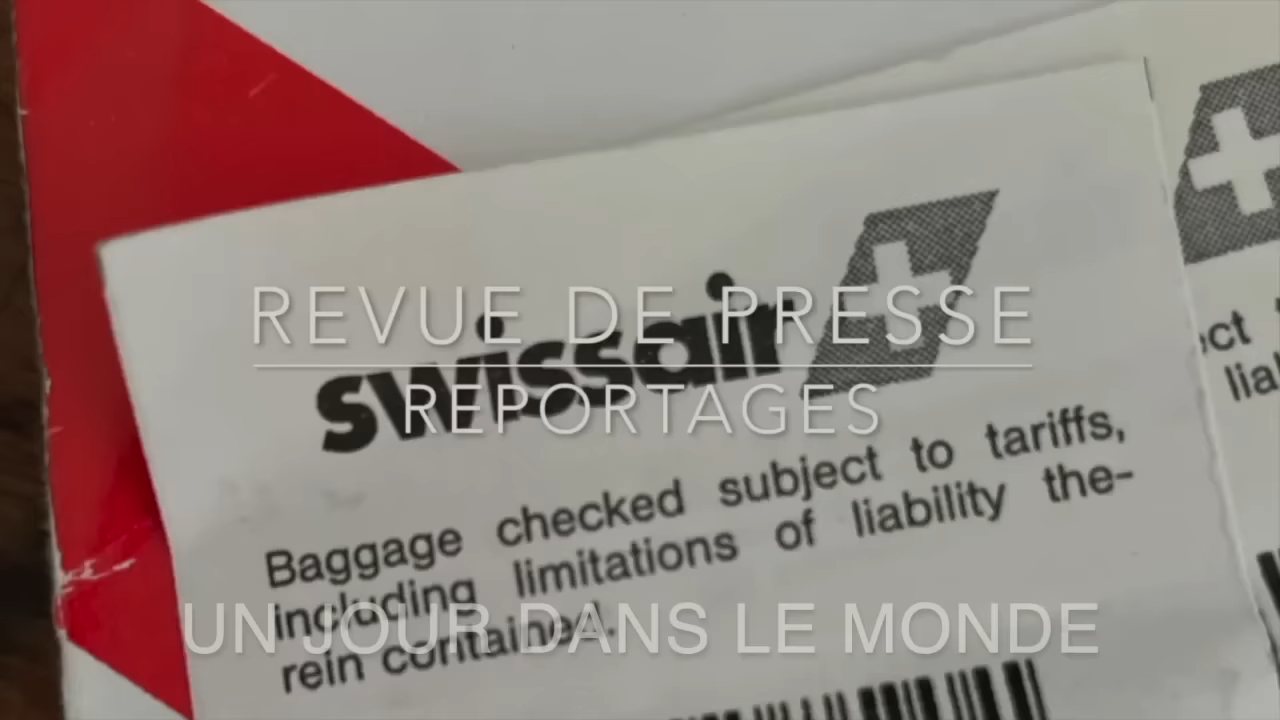 REVUE DE PRESSE
swissair
REPORTAGES
Baggage checked subject to tariffs,
including limitations of liability the-
rein contained.
UN JOUR DANS LE MONDE
ct
lia